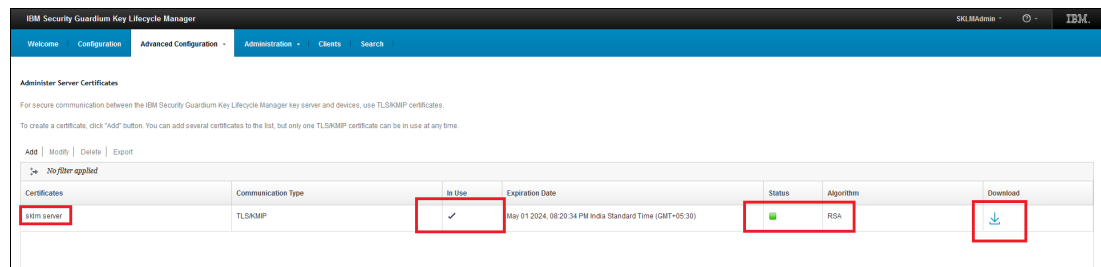 IBM Security Guardium Key Lifecycle Manager SKLMAdmin IBM.
Welcome Configuration Advanced Configuration Administration Clients Search
Administer Server Certificates
For secure communication between the IBM Security Guardium Key Lifecycle Manager key server and devices, use TLS/KMIP certificates.
To create a certificate, click "Add" button. You can add several certificates to the list, but only one TLS/KMIP certificate can be in use at any time.
Add | Modify | Delete | Export
No filter applied
Certificates Communication Type In Use Expiration Date Status Algorithm Download
sklm server TLS/KMIP May 01 2024, 08:20:34 PM India Standard Time (GMT+05:30) RSA